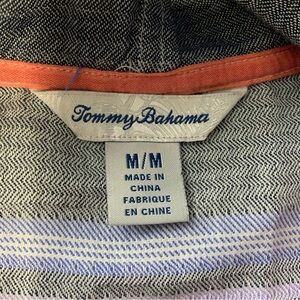 Tommy Bahama
M/M
MADE IN
CHINA
FABRIQUE
EN CHINE